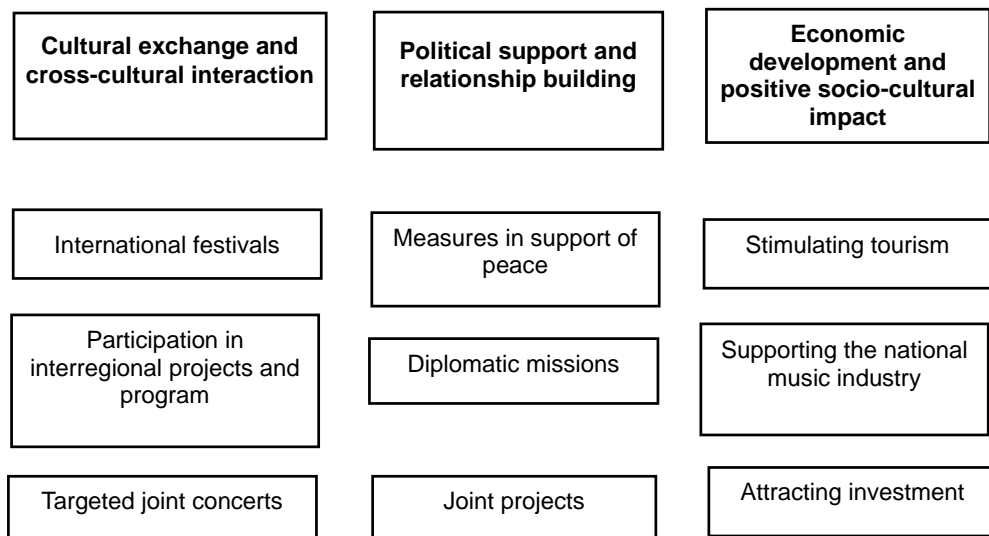 Cultural exchange and
cross-cultural interaction
Political support and
relationship building
Economic
development and
positive socio-cultural
impact
International festivals
Measures in support of
peace
Stimulating tourism
Participation in
interregional projects and
program
Diplomatic missions
Supporting the national
music industry
Targeted joint concerts
Joint projects
Attracting investment